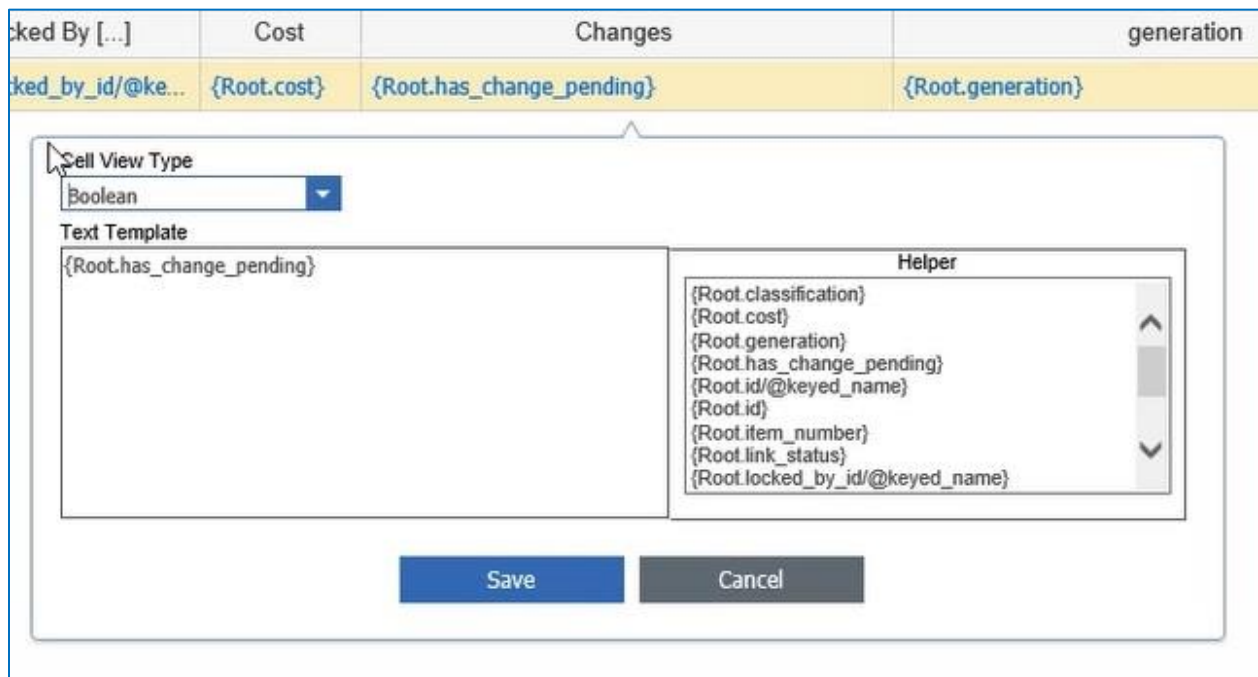 cked By [...] Cost Changes generation
cked_by_id/@ke... {Root.cost} {Root.has_change_pending} {Root.generation}
Cell View Type
Boolean
Text Template
{Root.has_change_pending}
Helper
{Root.classification}
{Root.cost}
{Root.generation}
{Root.has_change_pending}
{Root.id/@keyed_name}
{Root.id}
{Root.item_number}
{Root.link_status}
{Root.locked_by_id/@keyed_name}
Save Cancel